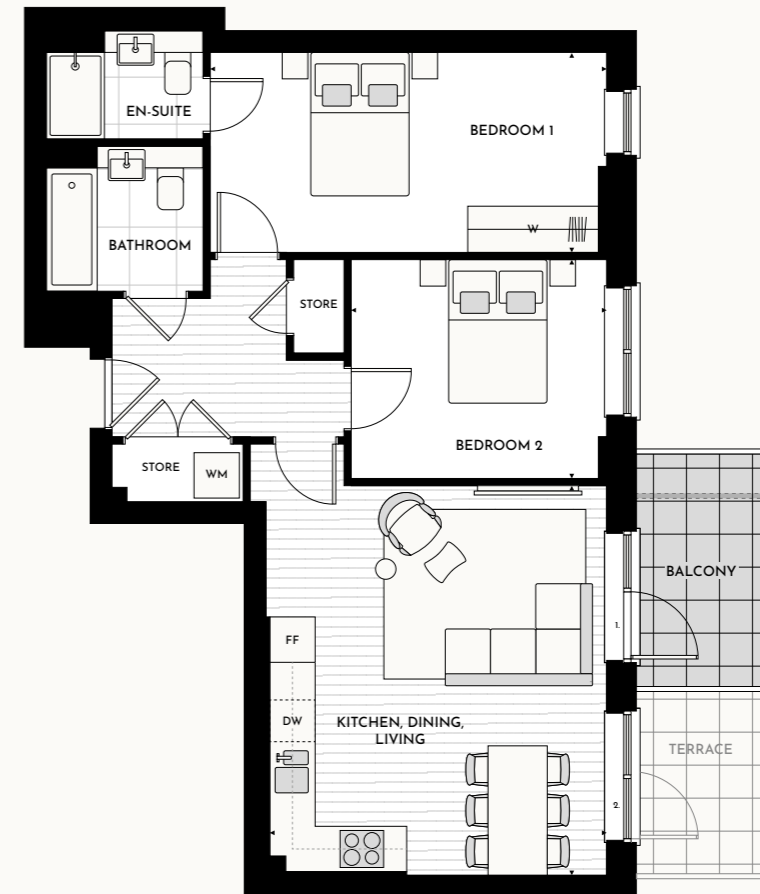 EN-SUITE
BEDROOM 1
W
BATHROOM
STORE
BEDROOM 2
STORE
WM
BALCONY
1.
FF
DW
KITCHEN, DINING,
LIVING
TERRACE
2.